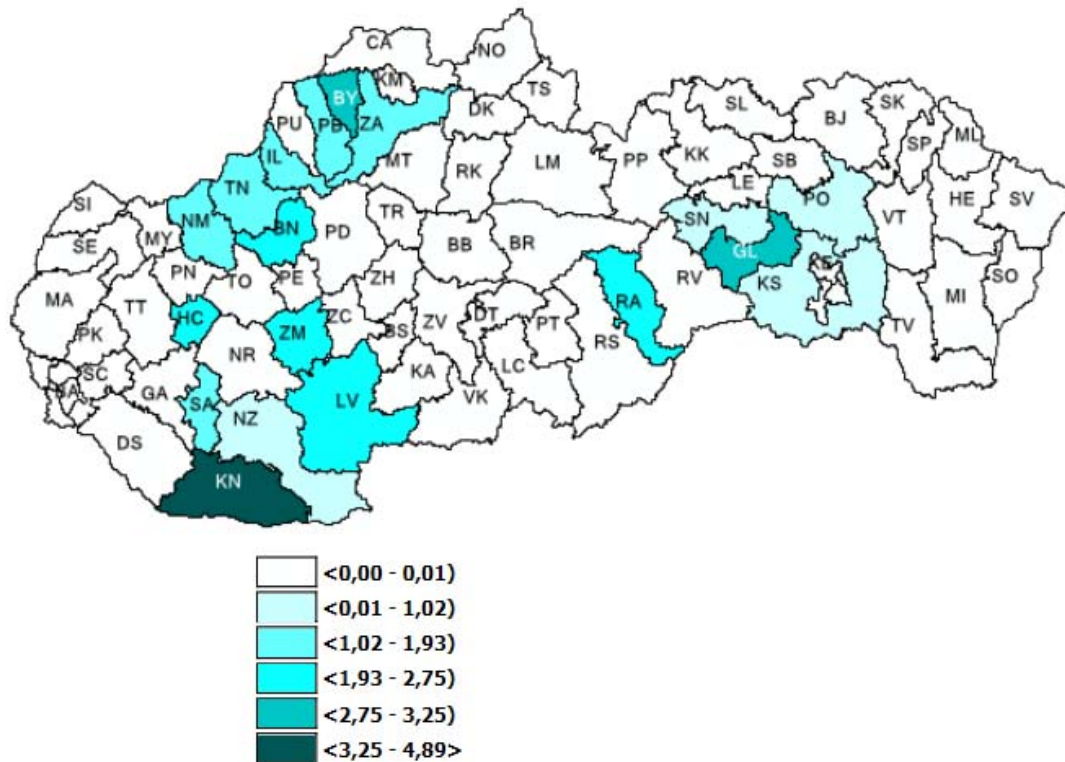 CA
NO
KM
TS
BY
PU
PB
ZA
DK
SL
SK
BJ
ML
SP
IL
MT
RK
LM
PP
KK
SB
TN
LE
PO
HE
SV
SI
NM
BN
TR
SN
VT
SE
MY
PD
BB
BR
GL
PN
TO
PE
ZH
RV
KS
SO
MA
TT
RA
MI
HC
ZM
ZC
BS
ZV
DT
PT
TV
PK
NR
RS
SC
KA
LC
GA
SA
LV
VK
NZ
DS
KN
<0,00 - 0,01)
<0,01 - 1,02)
<1,02 - 1,93)
<1,93 - 2,75)
<2,75 - 3,25)
<3,25 - 4,89>